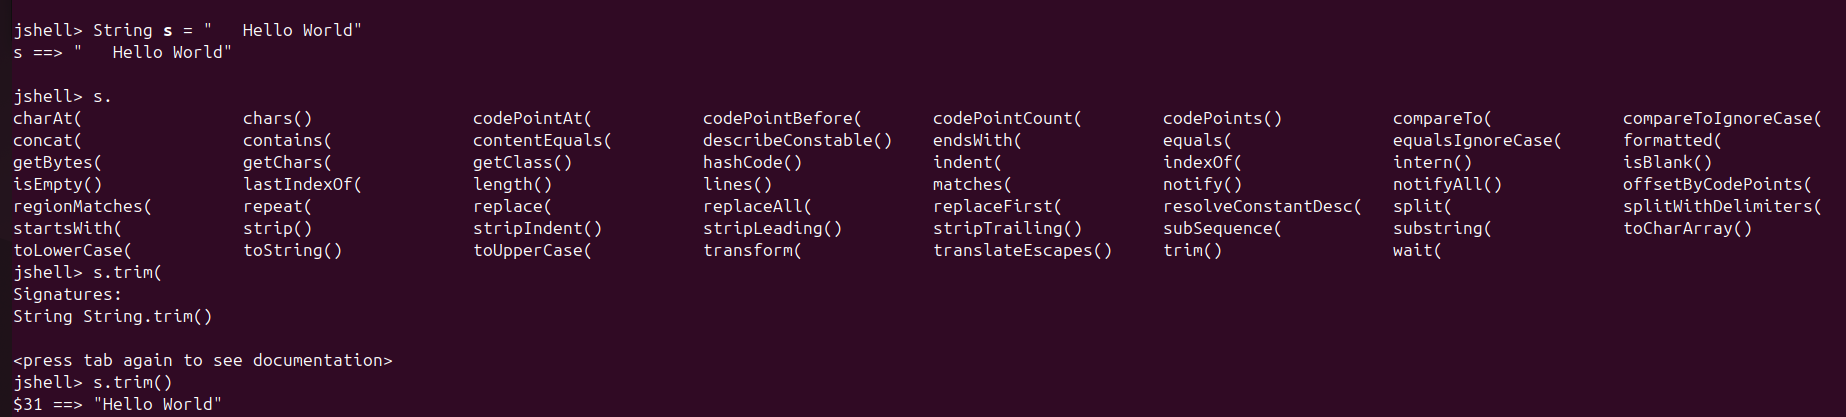 jshell> String s = "   Hello World"
s ==> "   Hello World"
jshell> s.
charAt(                chars()                codePointAt(           codePointBefore(       codePointCount(        codePoints()           compareTo(             compareToIgnoreCase(
concat(                contains(              contentEquals(         describeConstable()    endsWith(              equals(                equalsIgnoreCase(      formatted(
getBytes(              getChars(              getClass()             hashCode()             indent(                indexOf(               intern()               isBlank()
isEmpty()              lastIndexOf(           length()               lines()                matches(               notify()               notifyAll()            offsetByCodePoints(
regionMatches(         repeat(                replace(               replaceAll(            replaceFirst(          resolveConstantDesc(   split(                 splitWithDelimiters(
startsWith(            strip()                stripIndent()          stripLeading()         stripTrailing()        subSequence(           substring(             toCharArray()
toLowerCase(           toString()             toUpperCase(           transform(             translateEscapes()     trim()                 wait(
jshell> s.trim(
Signatures:
String String.trim()
<press tab again to see documentation>
jshell> s.trim()
$31 ==> "Hello World"